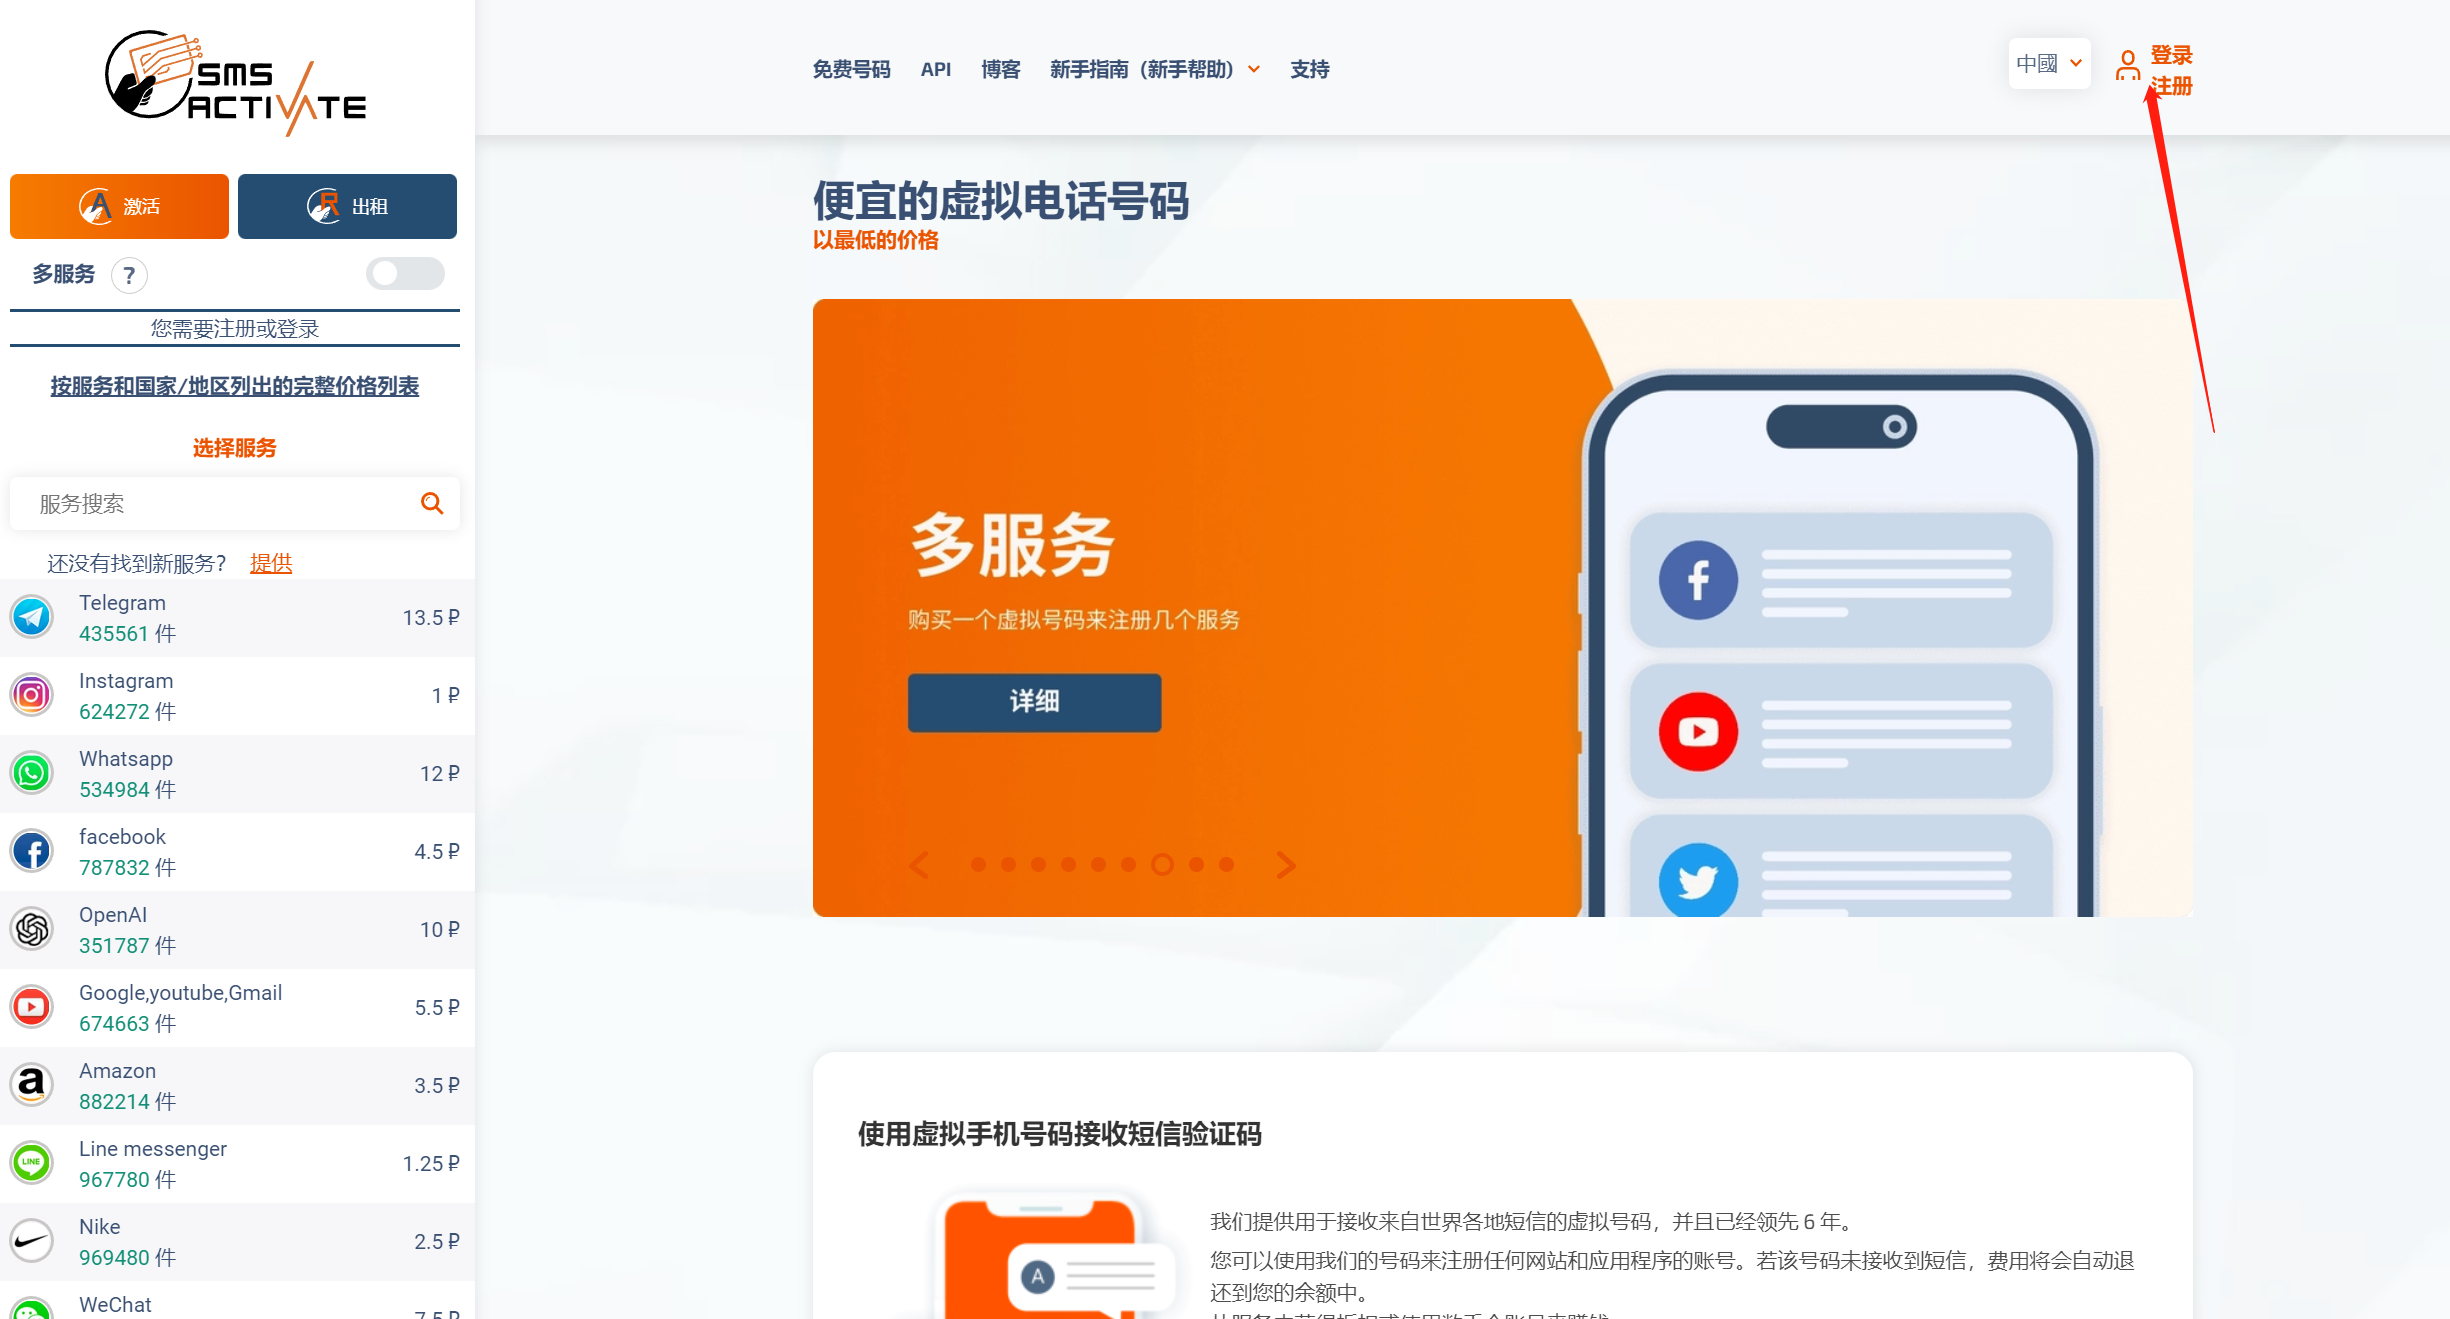 SMS
ACTIVATE
免费号码
API
博客
新手指南（新手帮助）
支持
中國
登录
注册
激活
出租
多服务
?
您需要注册或登录
按服务和国家/地区列出的完整价格列表
选择服务
服务搜索
还没有找到新服务? 提供
Telegram
435561 件
13.5 ₽
Instagram
624272 件
1 ₽
Whatsapp
534984 件
12 ₽
facebook
787832 件
4.5 ₽
OpenAI
351787 件
10 ₽
Google,youtube,Gmail
674663 件
5.5 ₽
Amazon
882214 件
3.5 ₽
Line messenger
967780 件
1.25 ₽
LINE
Nike
969480 件
2.5 ₽
WeChat
7.5 ₽
便宜的虚拟电话号码
以最低的价格
多服务
购买一个虚拟号码来注册几个服务
详细
使用虚拟手机号码接收短信验证码
A
我们提供用于接收来自世界各地短信的虚拟号码，并且已经领先 6 年。
您可以使用我们的号码来注册任何网站和应用程序的账号。若该号码未接收到短信，费用将会自动退
还到您的余额中。